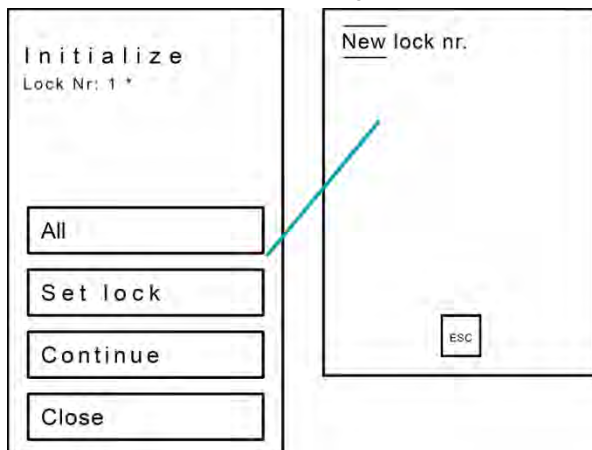 Initialize
Lock Nr: 1 *
All
Set lock
Continue
Close
New lock nr.
ESC